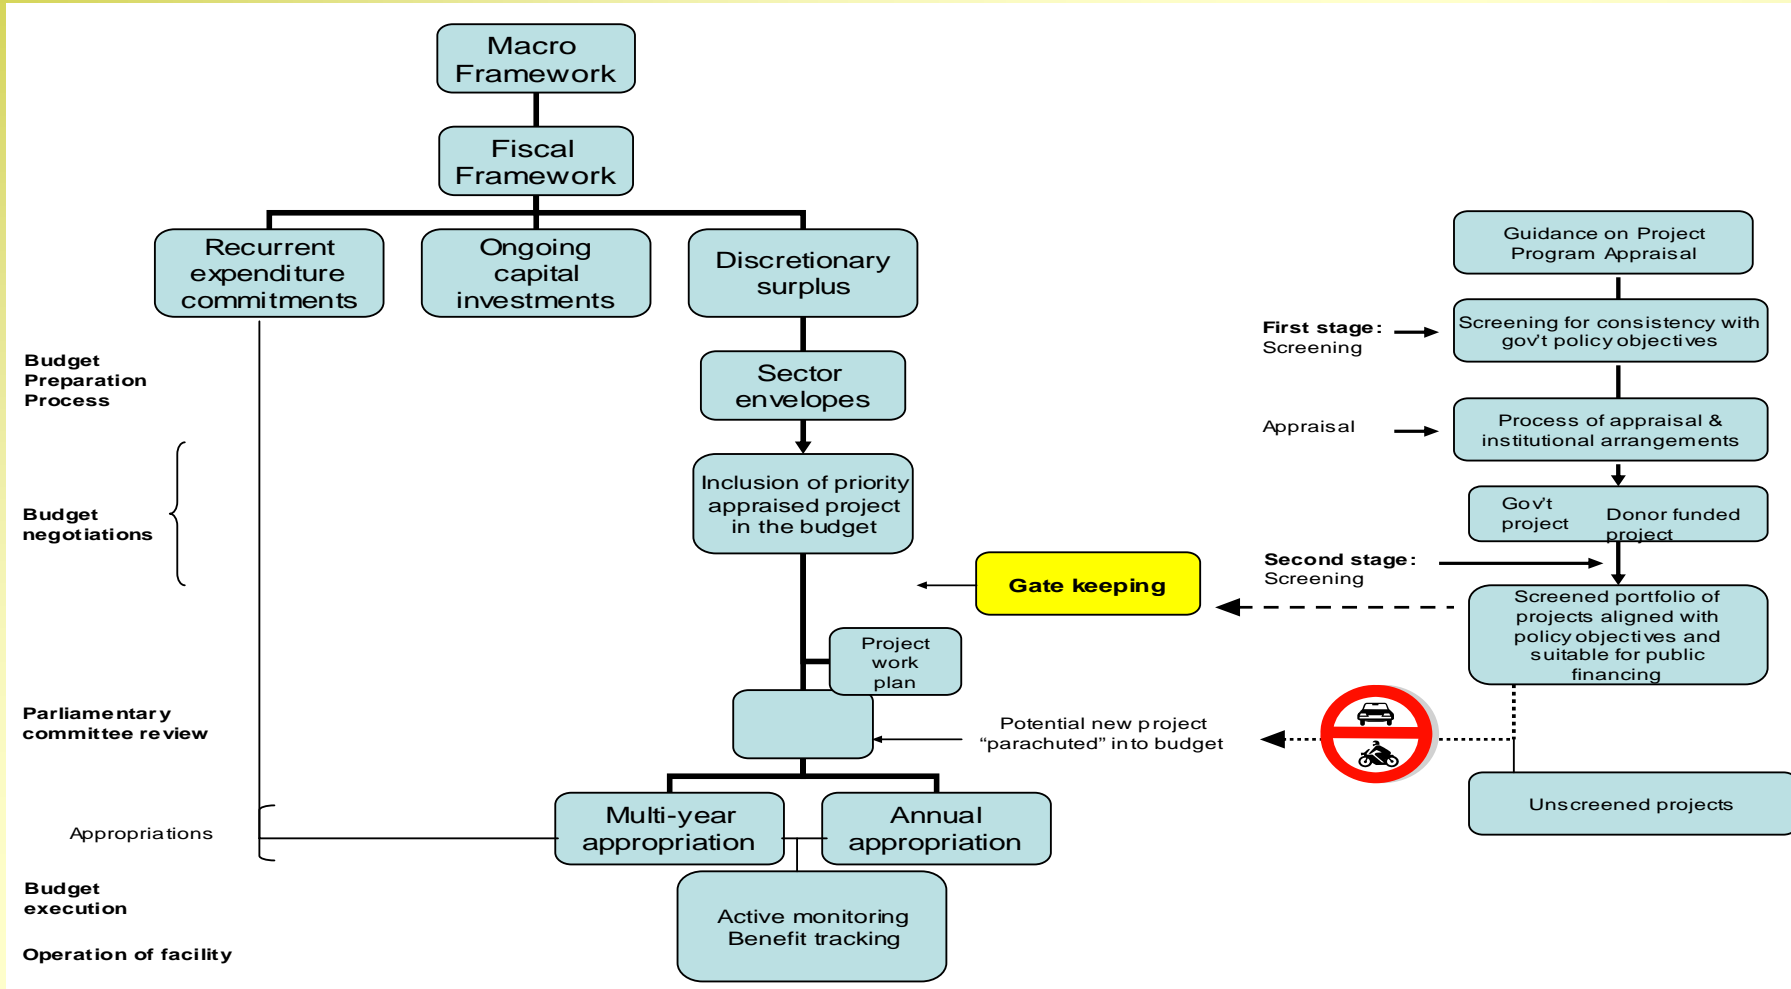 Macro
Framework
Fiscal
Framework
Recurrent
expenditure
commitments
Ongoing
capital
investments
Discretionary
surplus
Budget
Preparation
Process
Sector
envelopes
Budget
negotiations
Inclusion of priority
appraised project
in the budget
Gate keeping
Project
work
plan
Parliamentary
committee review
Potential new project
“parachuted” into budget
Appropriations
Multi-year
appropriation
Annual
appropriation
Budget
execution
Active monitoring
Benefit tracking
Operation of facility
Guidance on Project
Program Appraisal
First stage:
Screening
Screening for consistency with
gov't policy objectives
Appraisal
Process of appraisal &
institutional arrangements
Gov't
project
Donor funded
project
Second stage:
Screening
Screened portfolio of
projects aligned with
policy objectives and
suitable for public
financing
Unscreened projects